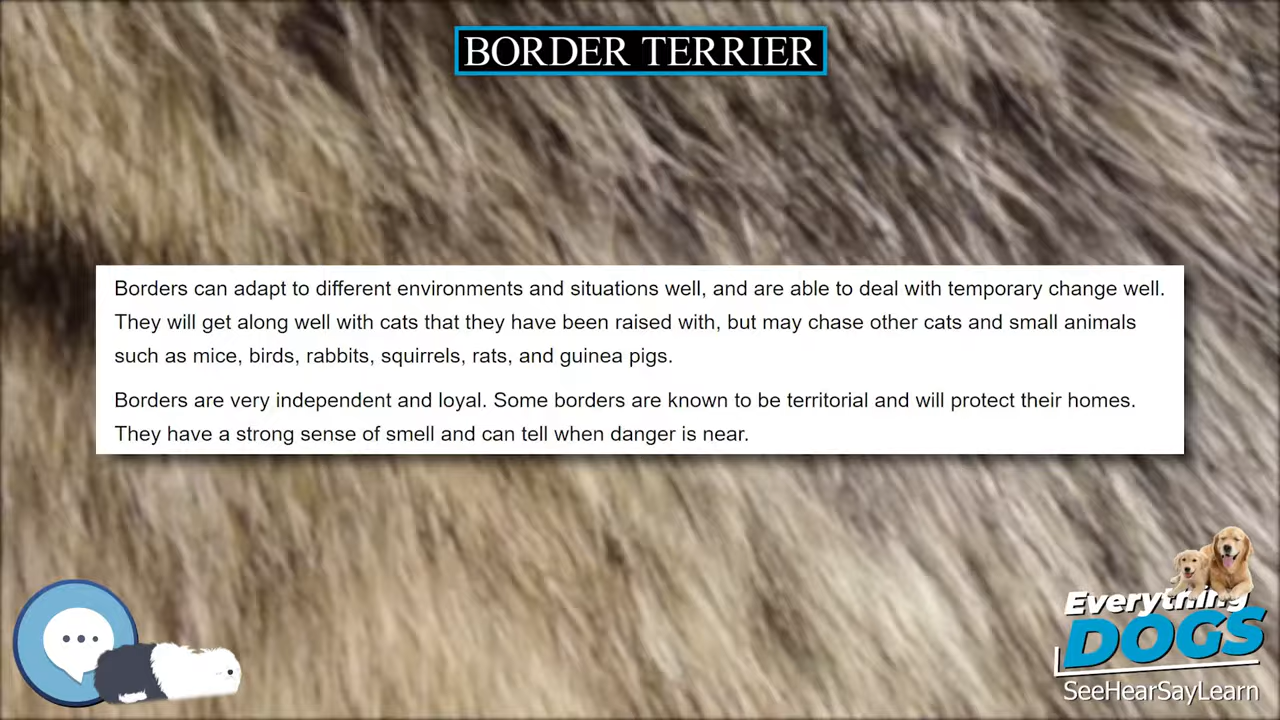 BORDER TERRIER
Borders can adapt to different environments and situations well, and are able to deal with temporary change well.
They will get along well with cats that they have been raised with, but may chase other cats and small animals
such as mice, birds, rabbits, squirrels, rats, and guinea pigs.
Borders are very independent and loyal. Some borders are known to be territorial and will protect their homes.
They have a strong sense of smell and can tell when danger is near.
Everything
DOGS
SeeHearSayLearn